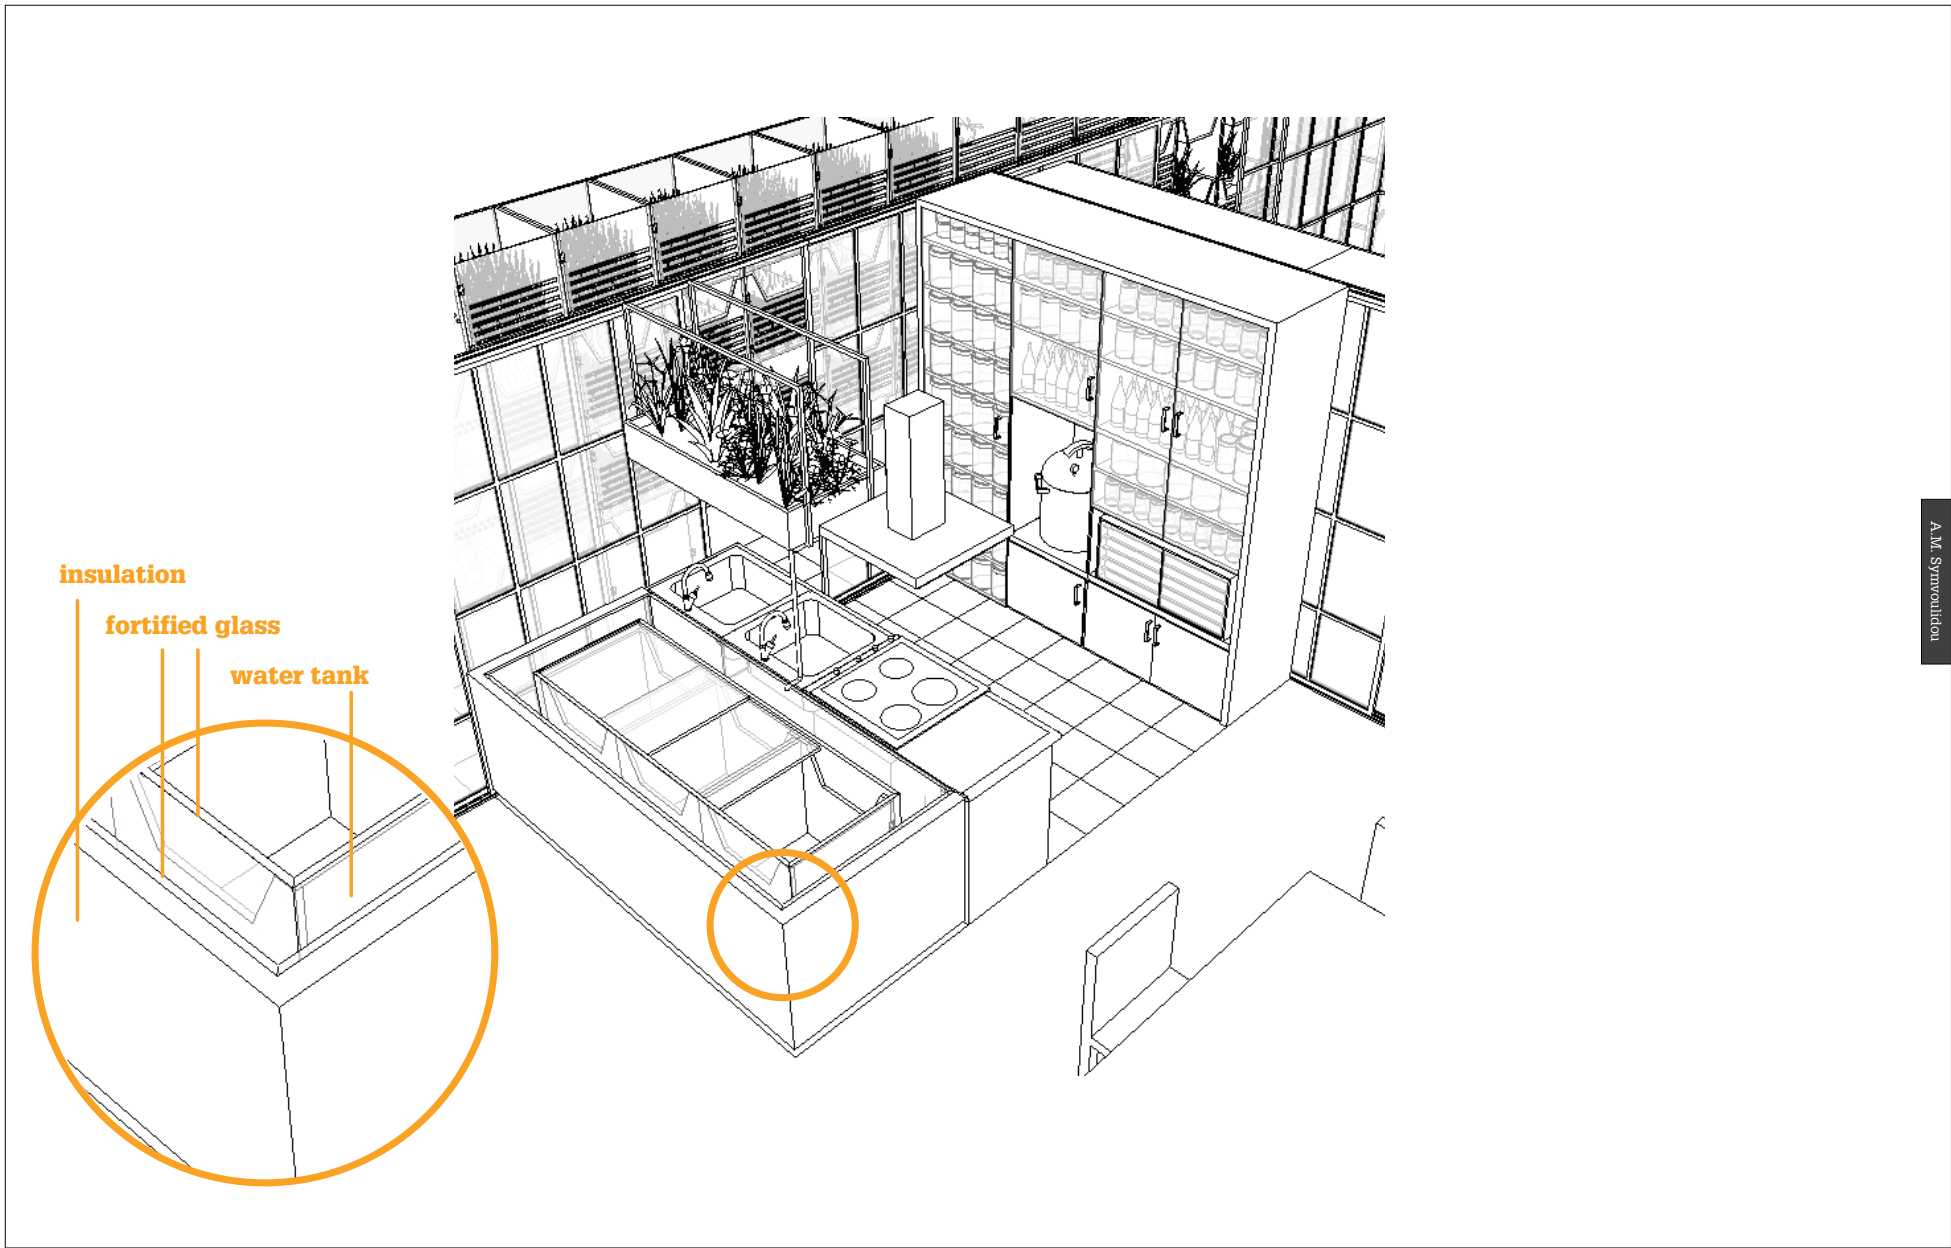 insulation
fortified glass
water tank
A.M. Symvoulidou